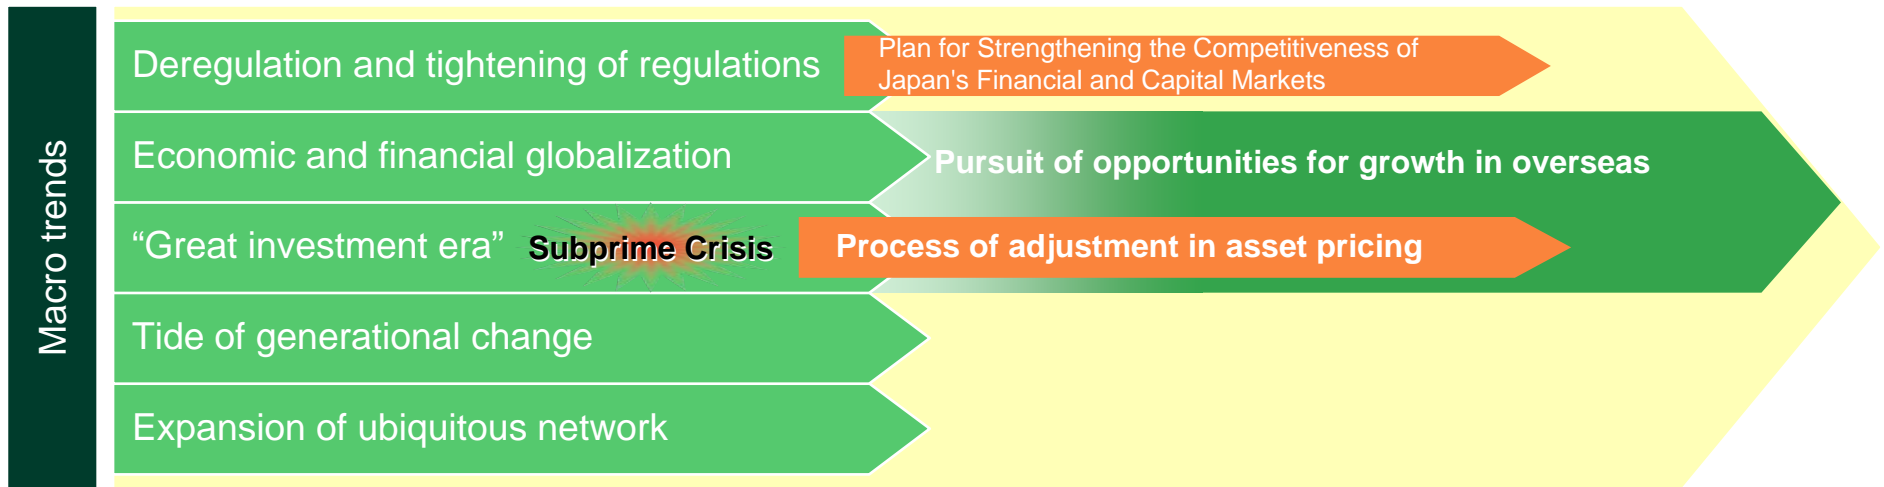 Macro trends
Deregulation and tightening of regulations
Plan for Strengthening the Competitiveness of
Japan's Financial and Capital Markets
Economic and financial globalization
Pursuit of opportunities for growth in overseas
“Great investment era”
Subprime Crisis
Process of adjustment in asset pricing
Tide of generational change
Expansion of ubiquitous network